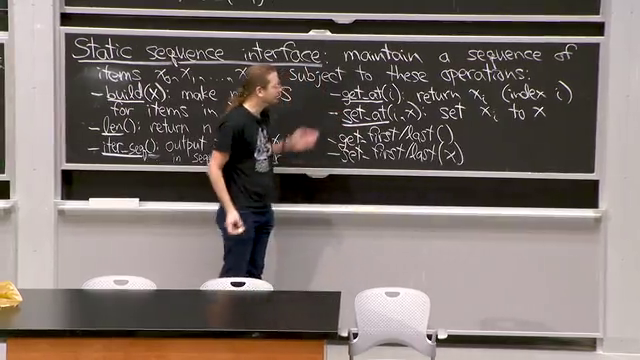 Static sequence interface: maintain a sequence of
items x₀, x₁, ..., x subject to these operations:
- build(X): make n
for items in
- len(): return n
- iter_seq(): output
in seq
- get_at(i): return xᵢ (index i)
- set_at(i, x): set xᵢ to x
- get_first/last()
- set_first/last(x)